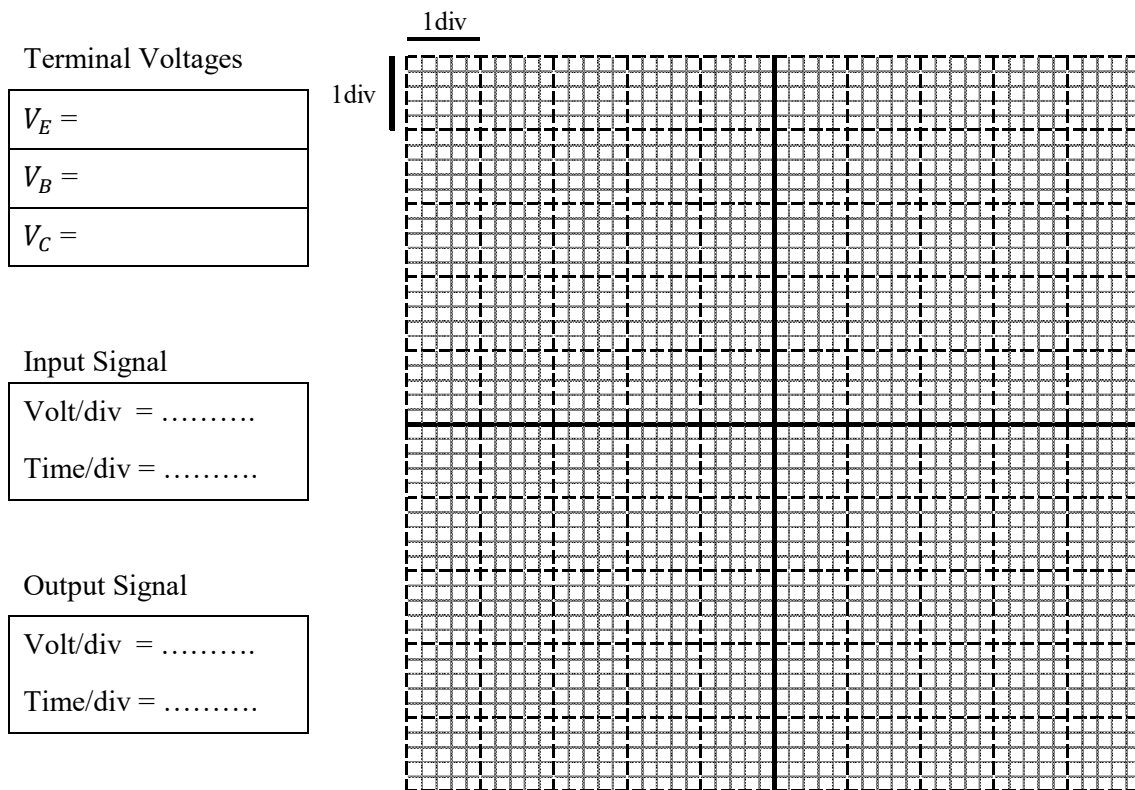 1div
Terminal Voltages
1div
V_E =
V_B =
V_C =
Input Signal
Volt/div = ……….
Time/div = ……….
Output Signal
Volt/div = ……….
Time/div = ……….